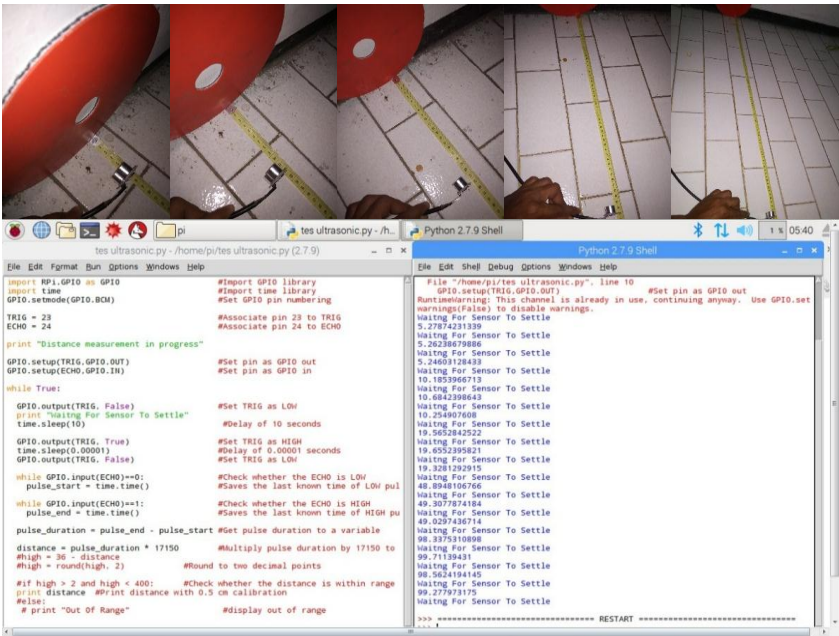 pi
tes ultrasonic.py - /h...
Python 2.7.9 Shell
1 %
05:40
tes ultrasonic.py - /home/pi/tes ultrasonic.py (2.7.9)
File Edit Format Run Options Windows Help
import RPi.GPIO as GPIO #Import GPIO library
import time #Import time library
GPIO.setmode(GPIO.BCM) #Set GPIO pin numbering
TRIG = 23 #Associate pin 23 to TRIG
ECHO = 24 #Associate pin 24 to ECHO
print "Distance measurement in progress"
GPIO.setup(TRIG,GPIO.OUT) #Set pin as GPIO out
GPIO.setup(ECHO,GPIO.IN) #Set pin as GPIO in
while True:
GPIO.output(TRIG, False) #Set TRIG as LOW
print "Waitng For Sensor To Settle"
time.sleep(10) #Delay of 10 seconds
GPIO.output(TRIG, True) #Set TRIG as HIGH
time.sleep(0.00001) #Delay of 0.00001 seconds
GPIO.output(TRIG, False) #Set TRIG as LOW
while GPIO.input(ECHO)==0: #Check whether the ECHO is LOW
pulse_start = time.time() #Saves the last known time of LOW pul
while GPIO.input(ECHO)==1: #Check whether the ECHO is HIGH
pulse_end = time.time() #Saves the last known time of HIGH pu
pulse_duration = pulse_end - pulse_start #Get pulse duration to a variable
distance = pulse_duration * 17150 #Multiply pulse duration by 17150 to
#high = 36 - distance
#high = round(high, 2) #Round to two decimal points
#if high > 2 and high < 400: #Check whether the distance is within range
print distance #Print distance with 0.5 cm calibration
#else:
# print "Out Of Range" #display out of range
Python 2.7.9 Shell
File Edit Shell Debug Options Windows Help
File "/home/pi/tes ultrasonic.py", line 10
GPIO.setup(TRIG,GPIO.OUT) #Set pin as GPIO out
RuntimeWarning: This channel is already in use, continuing anyway. Use GPIO.set
warnings(False) to disable warnings.
Waitng For Sensor To Settle
5.27874231339
Waitng For Sensor To Settle
5.26238679886
Waitng For Sensor To Settle
5.24603128433
Waitng For Sensor To Settle
10.1853966713
Waitng For Sensor To Settle
10.6842398643
Waitng For Sensor To Settle
10.254907608
Waitng For Sensor To Settle
19.5652842522
Waitng For Sensor To Settle
19.6552395821
Waitng For Sensor To Settle
19.3281292915
Waitng For Sensor To Settle
48.8948106766
Waitng For Sensor To Settle
49.3077874184
Waitng For Sensor To Settle
49.0297436714
Waitng For Sensor To Settle
98.3375310898
Waitng For Sensor To Settle
99.71139431
Waitng For Sensor To Settle
98.5624194145
Waitng For Sensor To Settle
99.277973175
Waitng For Sensor To Settle
>>> ================================ RESTART ================================
>>>